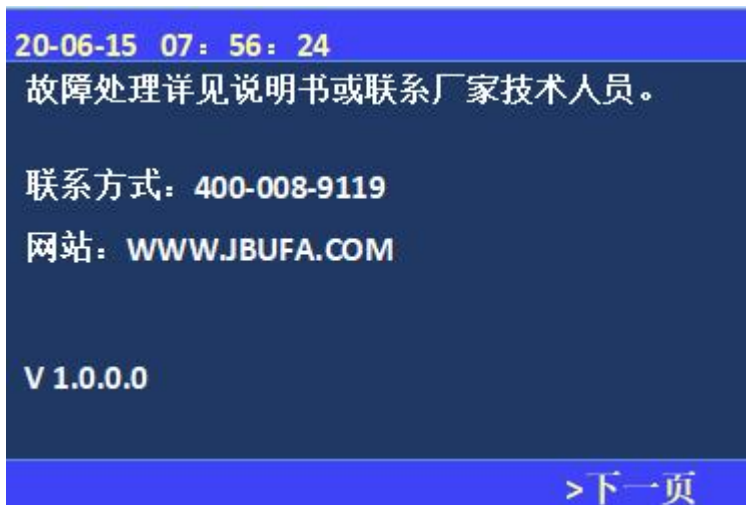 20-06-15 07：56：24
故障处理详见说明书或联系厂家技术人员。
联系方式：400-008-9119
网站：WWW.JBUFA.COM
V 1.0.0.0
>下一页